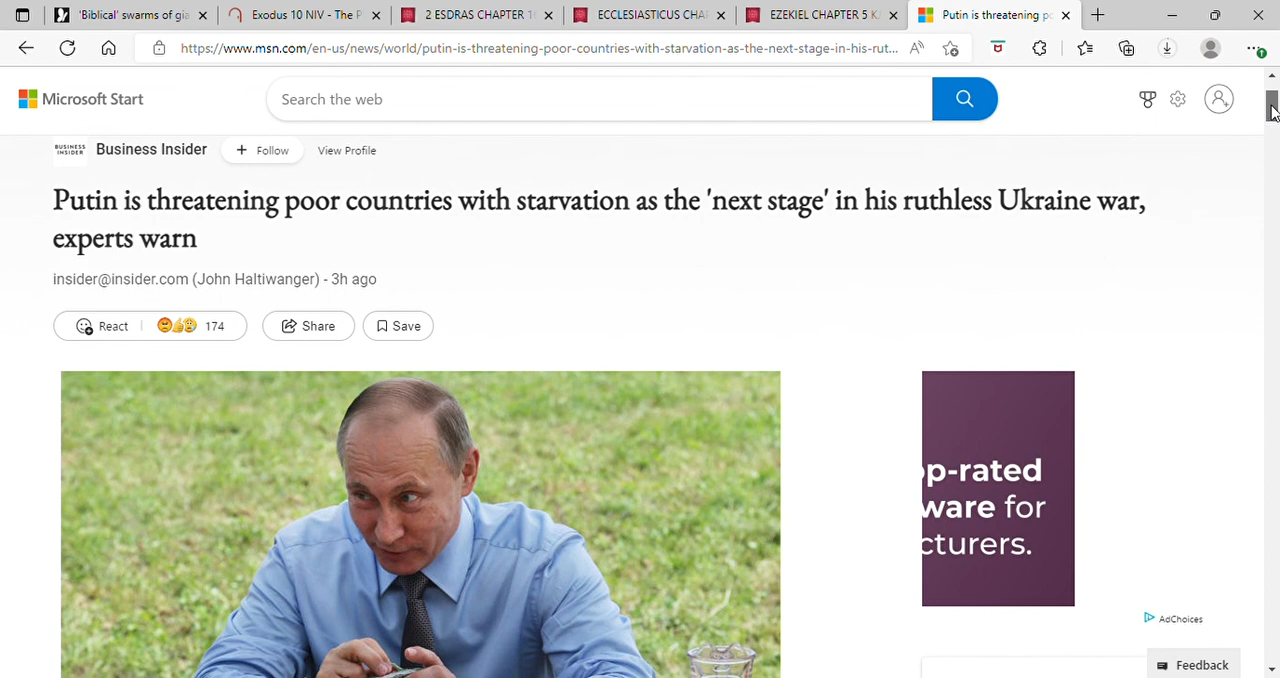 'Biblical' swarms of gia
Exodus 10 NIV - The P
2 ESDRAS CHAPTER 1
ECCLESIASTICUS CHA
EZEKIEL CHAPTER 5 K
Putin is threatening po
https://www.msn.com/en-us/news/world/putin-is-threatening-poor-countries-with-starvation-as-the-next-stage-in-his-rut...
Microsoft Start
Search the web
BUSINESS INSIDER
Business Insider
+ Follow
View Profile
Putin is threatening poor countries with starvation as the 'next stage' in his ruthless Ukraine war,
experts warn
insider@insider.com (John Haltiwanger) - 3h ago
React
174
Share
Save
op-rated
ware for
cturers.
AdChoices
Feedback